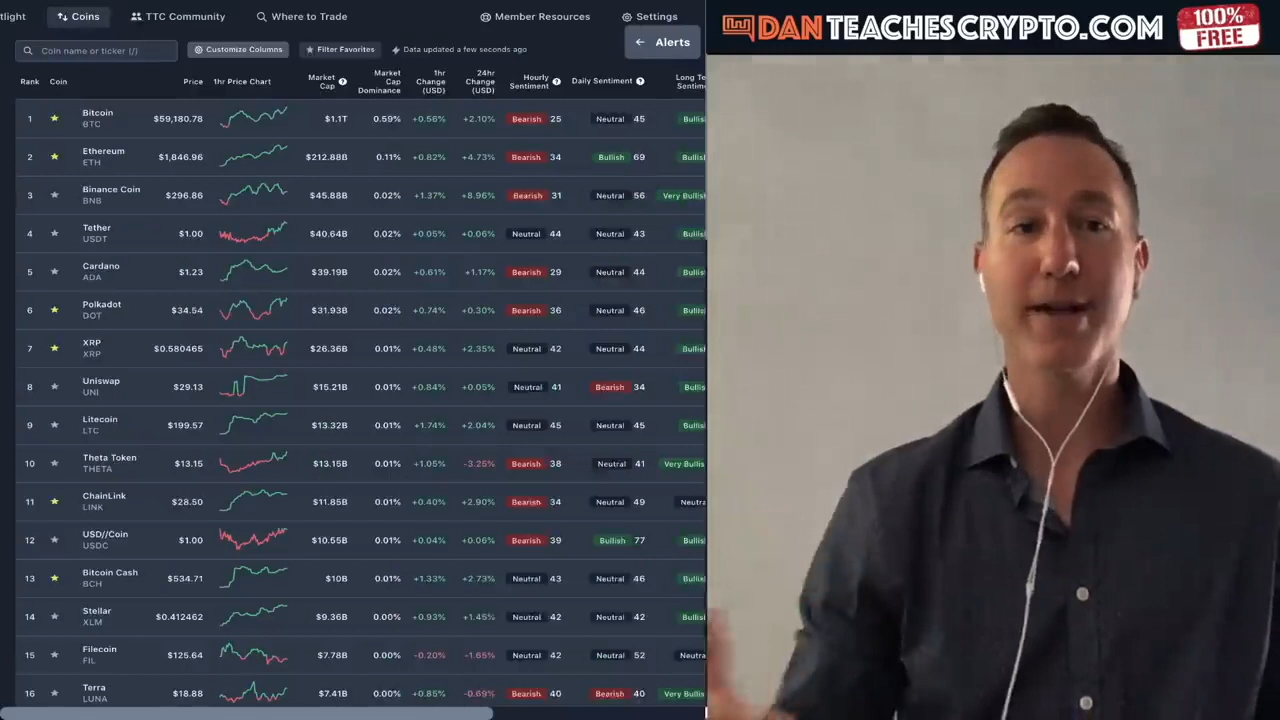 tlight
Coins
TTC Community
Where to Trade
Member Resources
Settings
DANTEACHESCRYPTO.COM
100%
FREE
Coin name or ticker (/)
Customize Columns
Filter Favorites
Data updated a few seconds ago
Alerts
Rank Coin Price 1hr Price Chart Market Cap Market Cap Dominance 1hr Change (USD) 24hr Change (USD) Hourly Sentiment Daily Sentiment Long Te Sentime
1 Bitcoin BTC $59,180.78 $1.1T 0.59% +0.56% +2.10% Bearish 25 Neutral 45 Bullis
2 Ethereum ETH $1,846.96 $212.88B 0.11% +0.82% +4.73% Bearish 34 Bullish 69 Bullis
3 Binance Coin BNB $296.86 $45.88B 0.02% +1.37% +8.96% Bearish 31 Neutral 56 Very Bullish
4 Tether USDT $1.00 $40.64B 0.02% +0.05% +0.06% Neutral 44 Neutral 43 Bullis
5 Cardano ADA $1.23 $39.19B 0.02% +0.61% +1.17% Bearish 29 Neutral 44 Bullis
6 Polkadot DOT $34.54 $31.93B 0.02% +0.74% +0.30% Bearish 36 Neutral 46 Bullis
7 XRP XRP $0.580465 $26.36B 0.01% +0.48% +2.35% Neutral 42 Neutral 44 Bullis
8 Uniswap UNI $29.13 $15.21B 0.01% +0.84% +0.05% Neutral 41 Bearish 34 Bullis
9 Litecoin LTC $199.57 $13.32B 0.01% +1.74% +2.04% Neutral 45 Neutral 45 Bullis
10 Theta Token THETA $13.15 $13.15B 0.01% +1.05% -3.25% Bearish 38 Neutral 41 Very Bullis
11 ChainLink LINK $28.50 $11.85B 0.01% +0.40% +2.90% Bearish 34 Neutral 49 Neutra
12 USD//Coin USDC $1.00 $10.55B 0.01% +0.04% +0.06% Bearish 39 Bullish 77 Bullis
13 Bitcoin Cash BCH $534.71 $10B 0.01% +1.33% +2.73% Neutral 43 Neutral 46 Bullis
14 Stellar XLM $0.412462 $9.36B 0.00% +0.93% +1.45% Neutral 42 Neutral 42 Bullis
15 Filecoin FIL $125.64 $7.78B 0.00% -0.20% -1.65% Neutral 42 Neutral 52 Neutra
16 Terra LUNA $18.88 $7.41B 0.00% +0.85% -0.69% Bearish 40 Bearish 40 Very Bullis